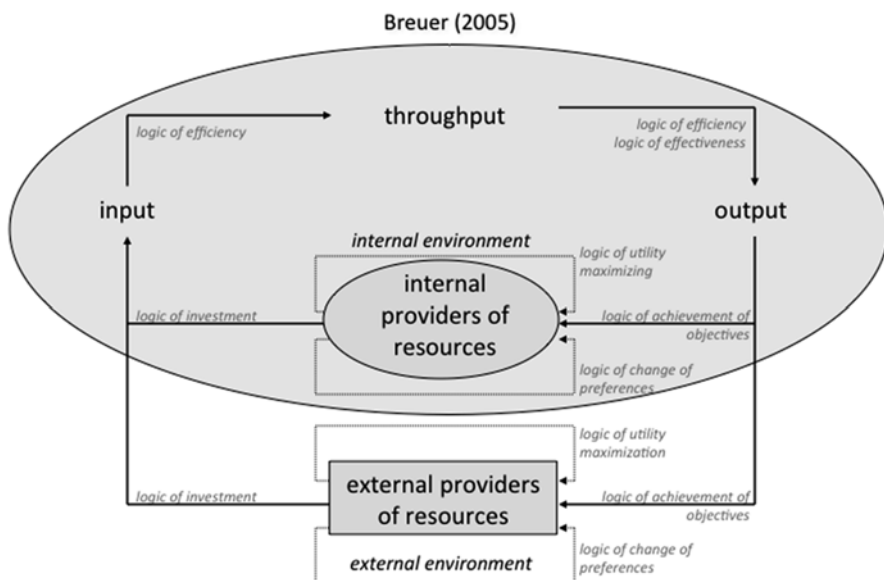 Breuer (2005)
throughput
logic of efficiency
logic of efficiency
logic of effectiveness
input
output
internal environment
logic of utility
maximizing
internal
providers of
resources
logic of investment
logic of achievement of
objectives
logic of change of
preferences
logic of utility
maximization
external providers
of resources
logic of investment
logic of achievement of
objectives
external environment
logic of change of
preferences